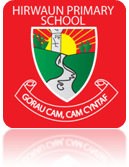 HIRWAUN PRIMARY
SCHOOL
GORAU CAM, CAM CYNTAF